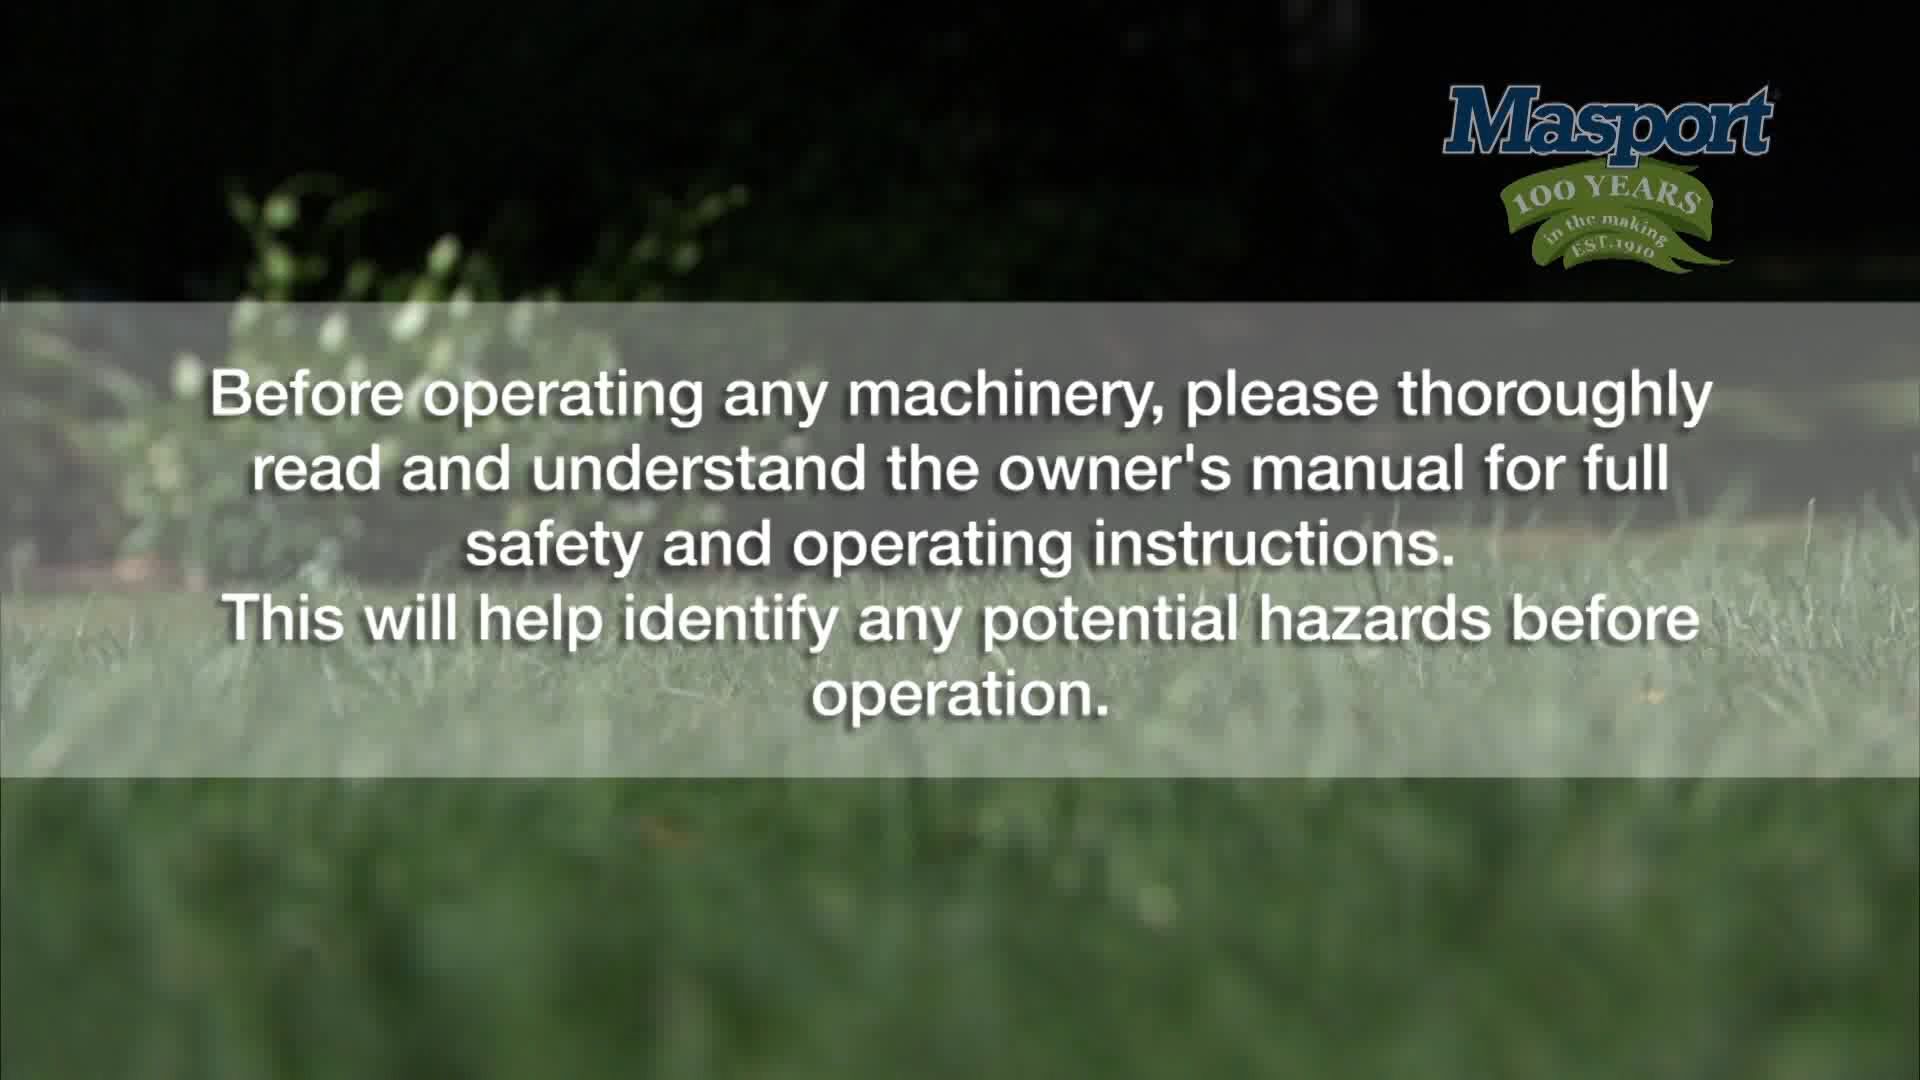 Masport
100 YEARS
in the making
EST.1910
Before operating any machinery, please thoroughly
read and understand the owner's manual for full
safety and operating instructions.
This will help identify any potential hazards before
operation.